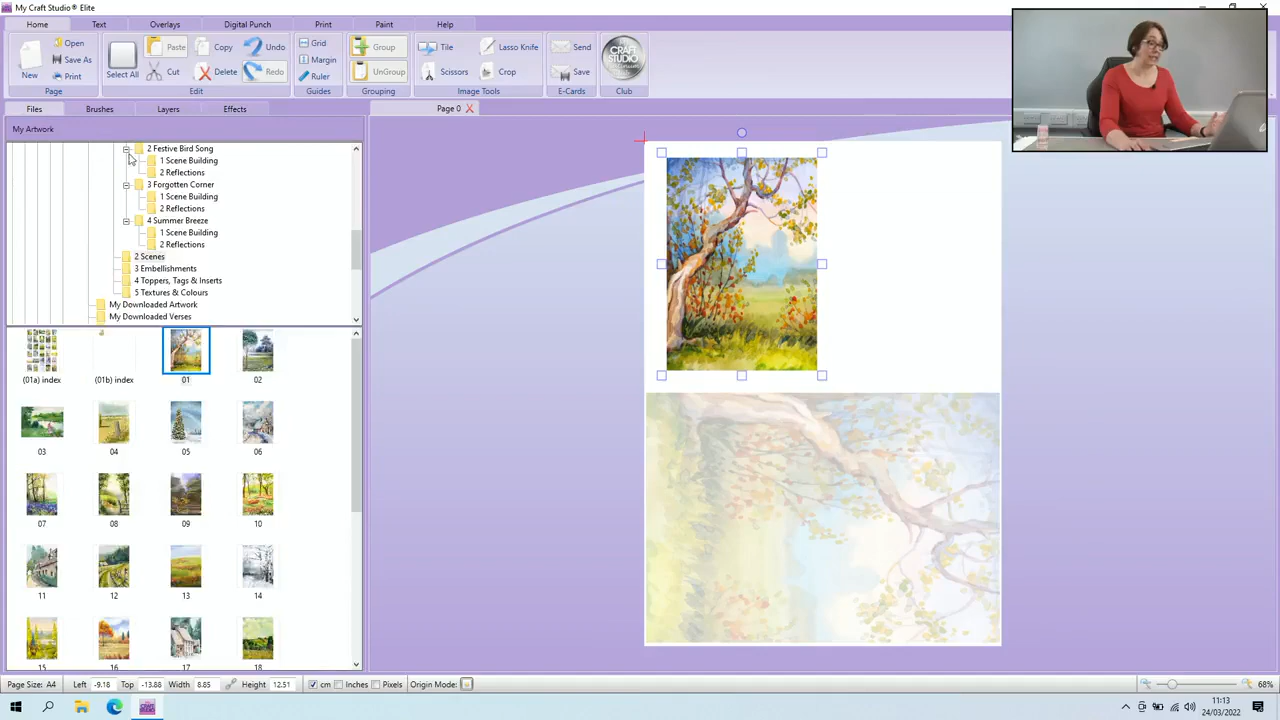 My Craft Studio® Elite
Home Text Overlays Digital Punch Print Paint Help
New Open Save As Print Page
Select All Paste Copy Undo Cut Delete Redo Edit
Grid Margin Ruler Guides
Group UnGroup Grouping
Tile Lasso Knife Scissors Crop Image Tools
Send Save E-Cards
CRAFT STUDIO Club
Files Brushes Layers Effects
Page 0
My Artwork
2 Festive Bird Song
1 Scene Building
2 Reflections
3 Forgotten Corner
1 Scene Building
2 Reflections
4 Summer Breeze
1 Scene Building
2 Reflections
2 Scenes
3 Embellishments
4 Toppers, Tags & Inserts
5 Textures & Colours
My Downloaded Artwork
My Downloaded Verses
(01a) index (01b) index 01 02
03 04 05 06
07 08 09 10
11 12 13 14
15 16 17 18
Page Size: A4 Left -9.18 Top -13.88 Width 8.85 Height 12.51 cm Inches Pixels Origin Mode: 68%
11:13
24/03/2022